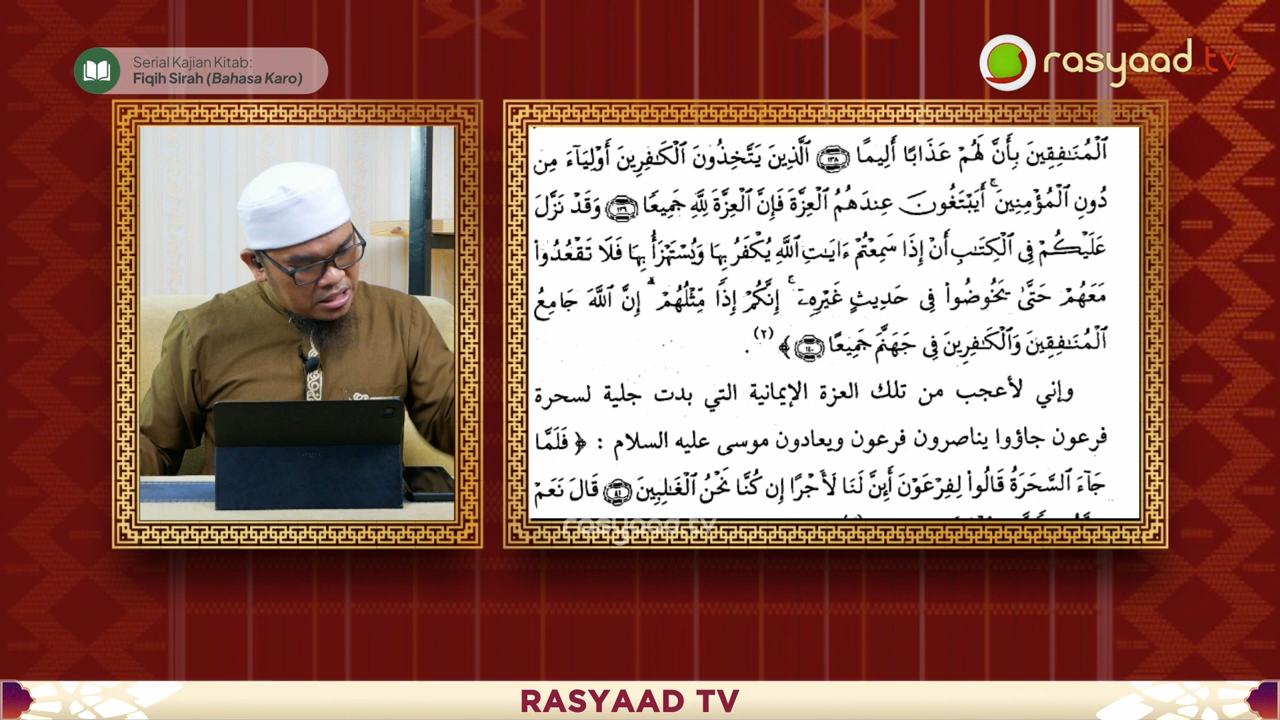 Serial Kajian Kitab:
Fiqih Sirah (Bahasa Karo)
rasyaad tv
ٱلْمُنَـٰفِقِينَ بِأَنَّ لَهُمْ عَذَابًا أَلِيمًا ١٣٨ ٱلَّذِينَ يَتَّخِذُونَ ٱلْكَـٰفِرِينَ أَوْلِيَآءَ مِن
دُونِ ٱلْمُؤْمِنِينَ ۚ أَيَبْتَغُونَ عِندَهُمُ ٱلْعِزَّةَ فَإِنَّ ٱلْعِزَّةَ لِلَّهِ جَمِيعًا ١٣٩ وَقَدْ نَزَّلَ
عَلَيْكُمْ فِى ٱلْكِتَـٰبِ أَنْ إِذَا سَمِعْتُمْ ءَايَـٰتِ ٱللَّهِ يُكْفَرُ بِهَا وَيُسْتَهْزَأُ بِهَا فَلَا تَقْعُدُوا۟
مَعَهُمْ حَتَّىٰ يَخُوضُوا۟ فِى حَدِيثٍ غَيْرِهِۦٓ ۚ إِنَّكُمْ إِذًا مِّثْلُهُمْ ۗ إِنَّ ٱللَّهَ جَامِعُ
ٱلْمُنَـٰفِقِينَ وَٱلْكَـٰفِرِينَ فِى جَهَنَّمَ جَمِيعًا ١٤٠ ﴾ (٢) .
وإني لأعجب من تلك العزة الإيمانية التي بدت جلية لسحرة
فرعون جاؤوا يناصرون فرعون ويعادون موسى عليه السلام : ﴿ فَلَمَّا
جَآءَ ٱلسَّحَرَةُ قَالُوا۟ لِفِرْعَوْنَ أَئِنَّ لَنَا لَأَجْرًا إِن كُنَّا نَحْنُ ٱلْغَـٰلِبِينَ ٤١ قَالَ نَعَمْ
rasyaad tv
RASYAAD TV